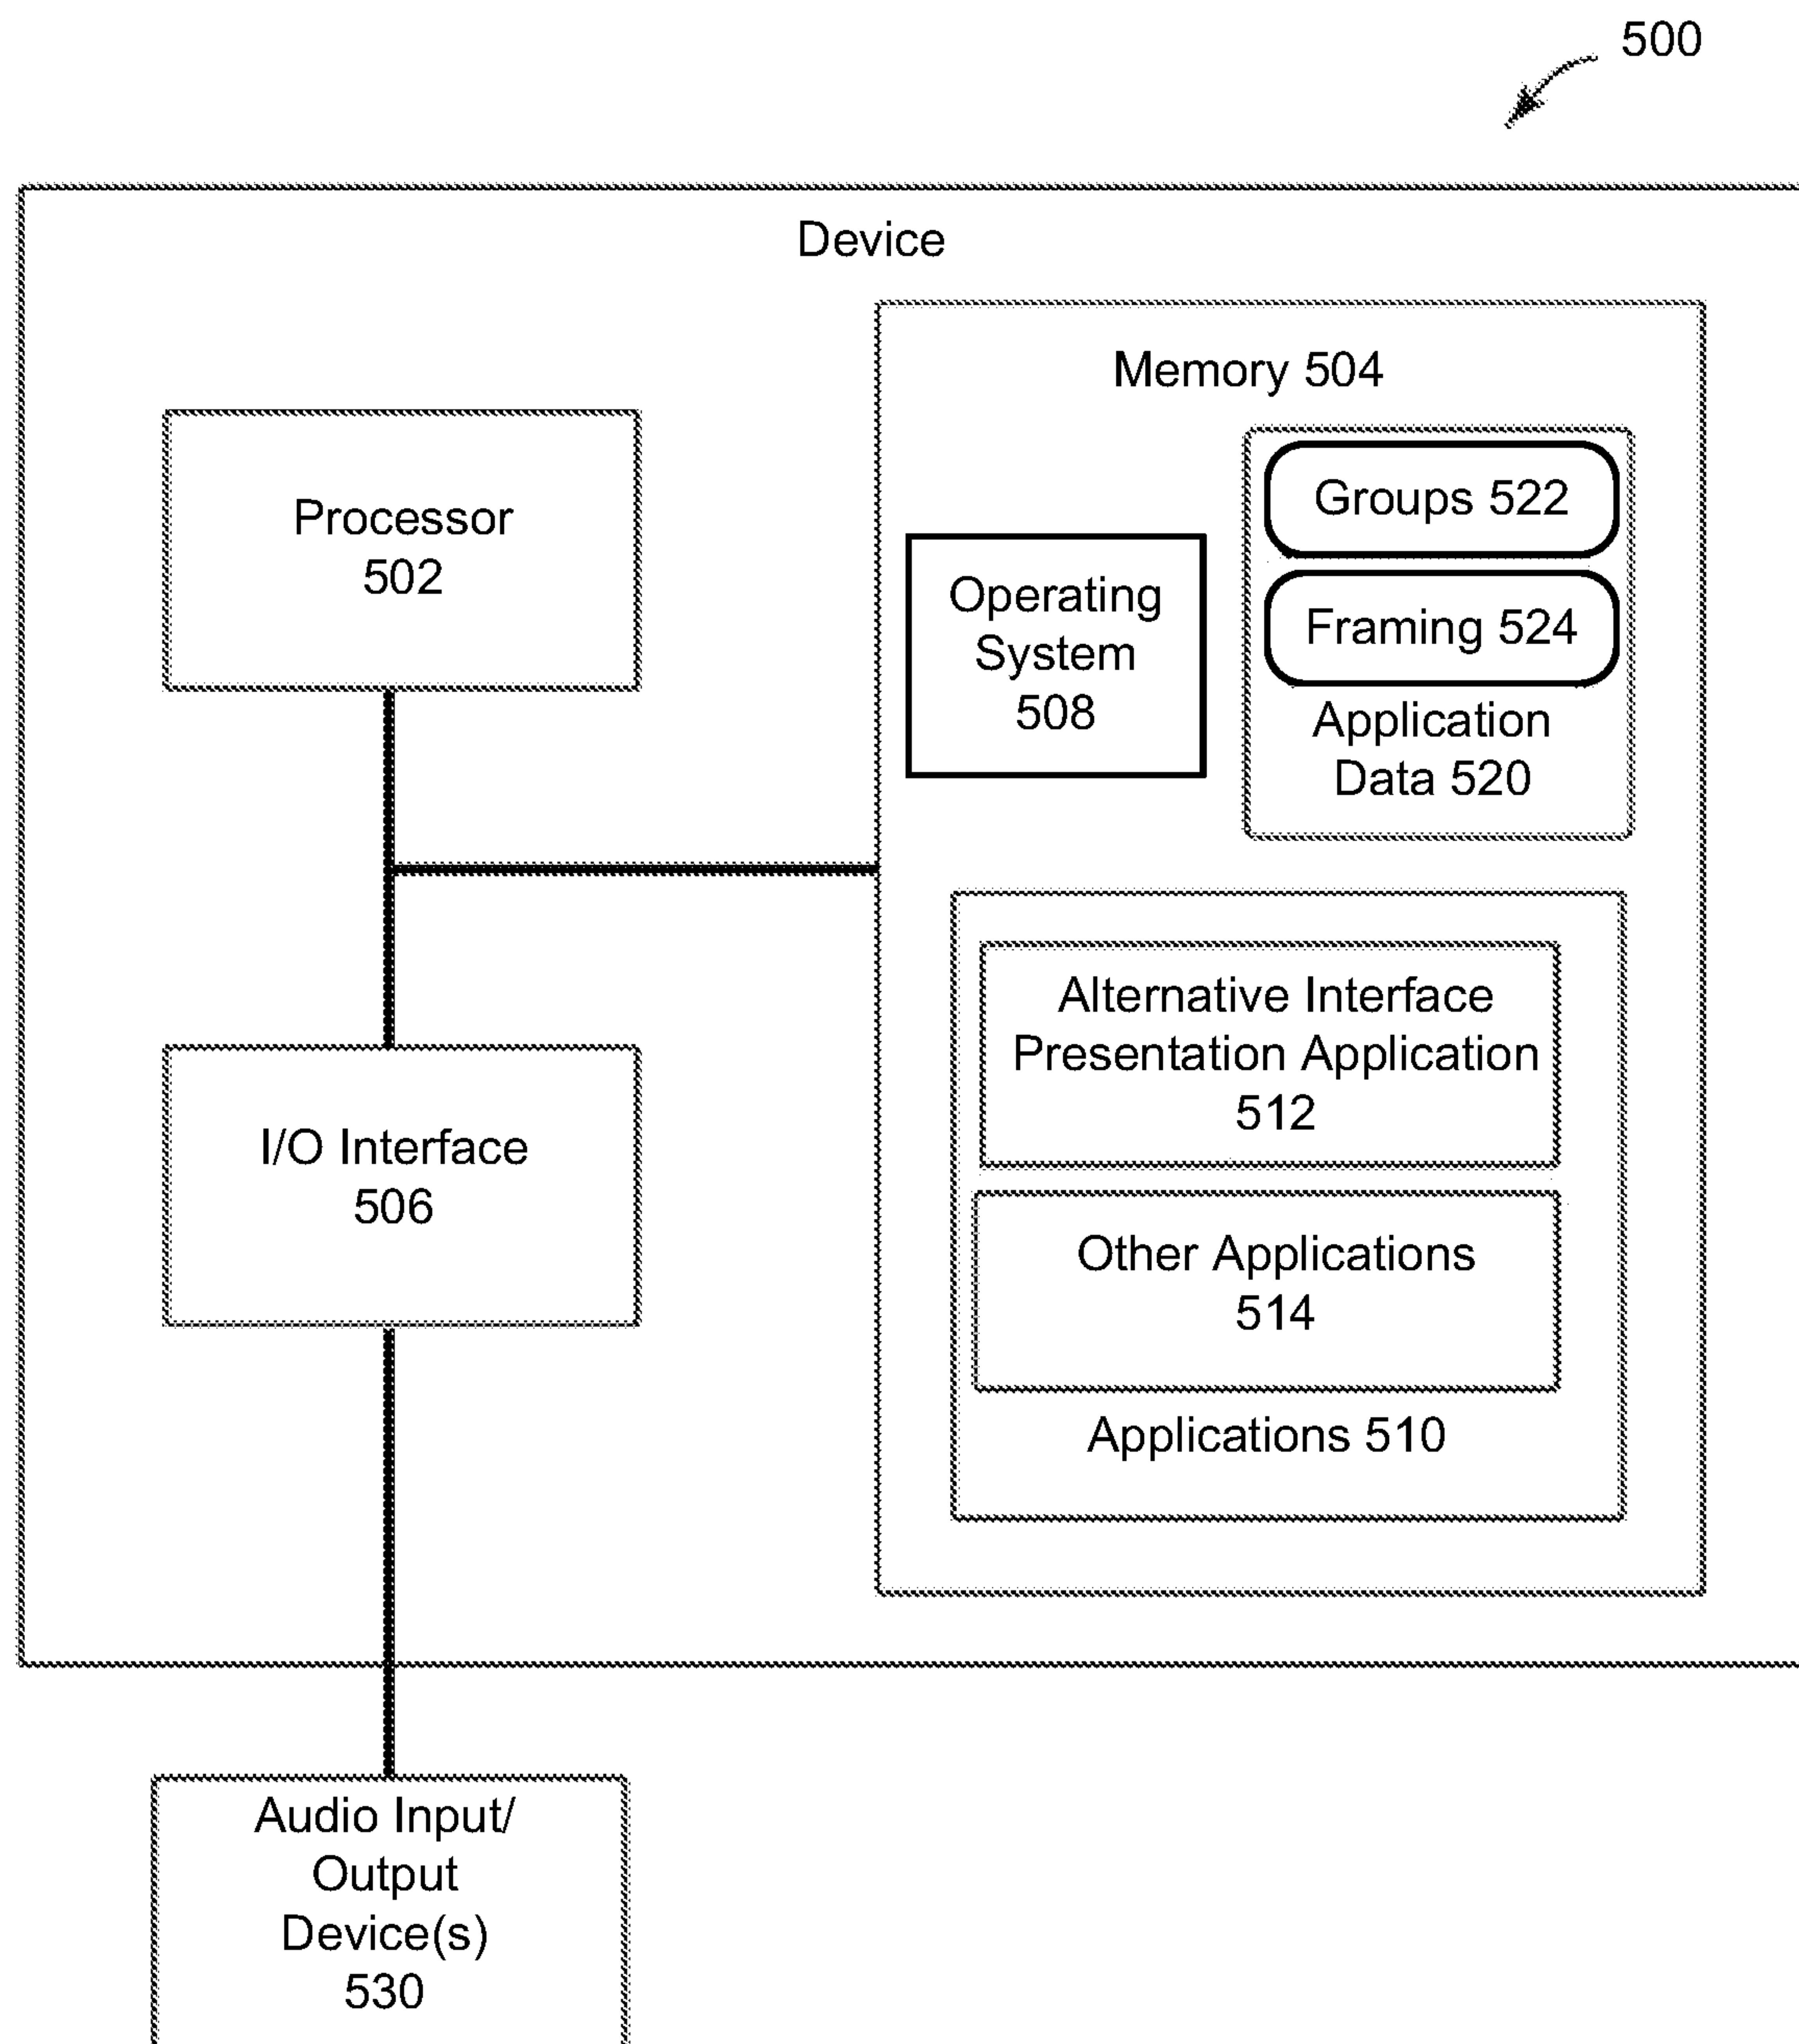 500
Device
Memory 504
Groups 522
Processor
502
Operating
System
508
Framing 524
Application
Data 520
Alternative Interface
Presentation Application
512
I/O Interface
506
Other Applications
514
Applications 510
Audio Input/
Output
Device(s)
530